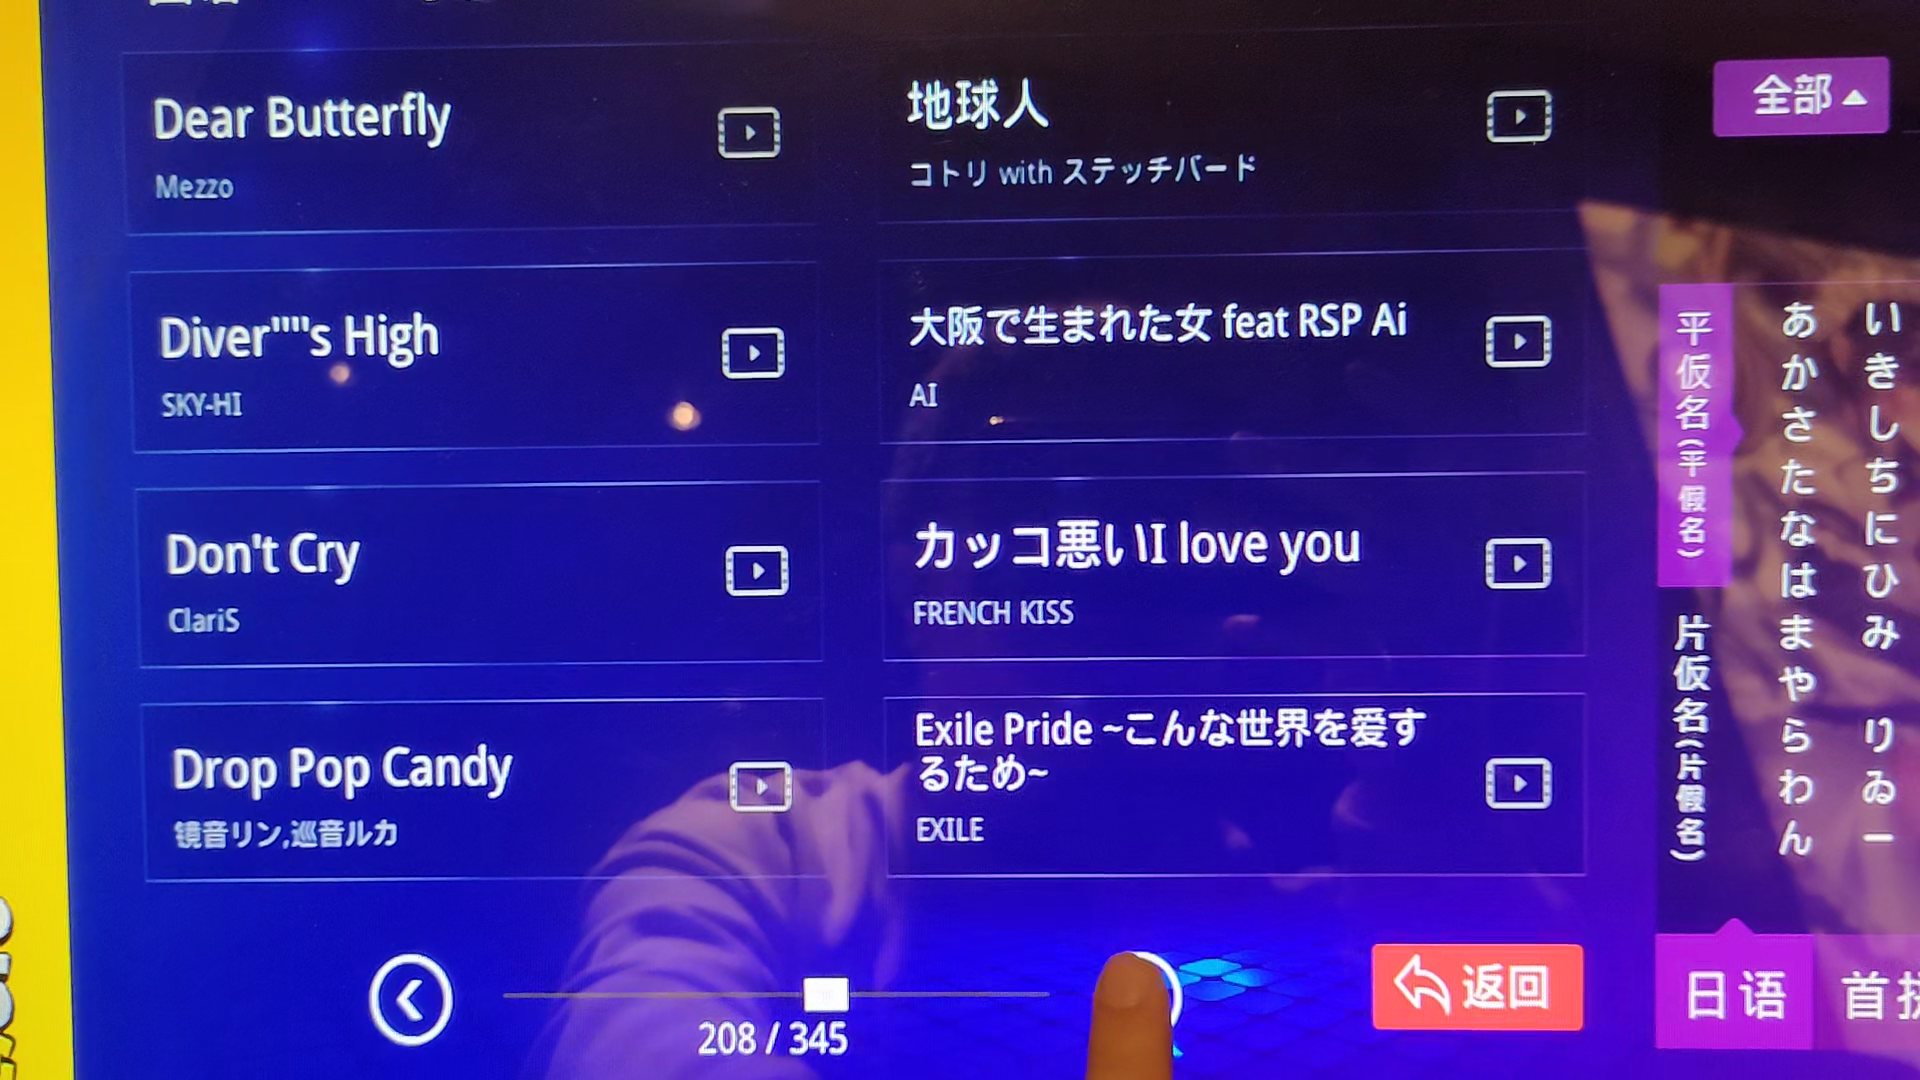 Dear Butterfly
Mezzo
地球人
コトリ with ステッチバード
Diver""'s High
SKY-HI
大阪で生まれた女 feat RSP Ai
AI
Don't Cry
ClariS
カッコ悪いI love you
FRENCH KISS
Drop Pop Candy
镜音リン,巡音ルカ
Exile Pride ~こんな世界を愛す
るため~
EXILE
208 / 345
返回
全部
平仮名(平假名)
片仮名(片假名)
あかさたなはまやらわん
いきしちにひみ りゐー
日语
首